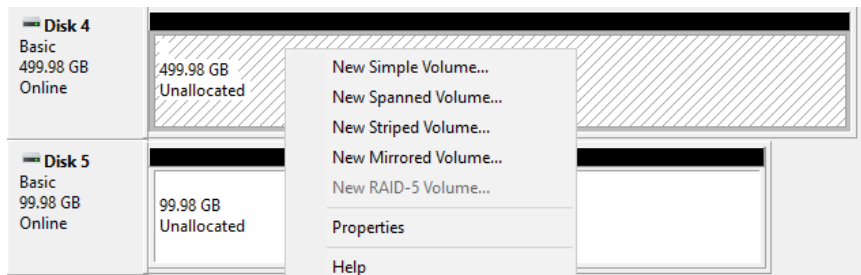 Disk 4
Basic
499.98 GB
Online
499.98 GB
Unallocated
New Simple Volume...
New Spanned Volume...
New Striped Volume...
New Mirrored Volume...
New RAID-5 Volume...
Properties
Help
Disk 5
Basic
99.98 GB
Online
99.98 GB
Unallocated